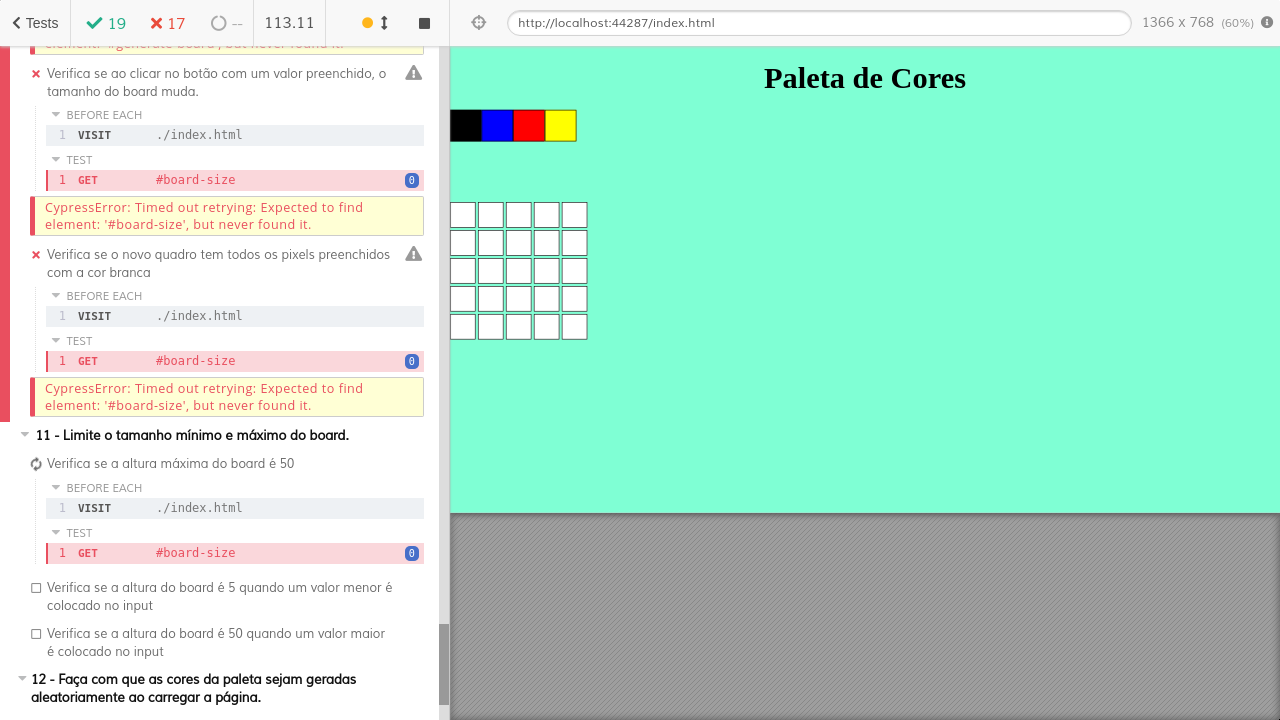 Tests
19
17
--
113.11
http://localhost:44287/index.html
1366 x 768 (60%)
element: '#generate-board', but never found it.
Verifica se ao clicar no botão com um valor preenchido, o
tamanho do board muda.
BEFORE EACH
1 VISIT ./index.html
TEST
1 GET #board-size 0
CypressError: Timed out retrying: Expected to find
element: '#board-size', but never found it.
Verifica se o novo quadro tem todos os pixels preenchidos
com a cor branca
BEFORE EACH
1 VISIT ./index.html
TEST
1 GET #board-size 0
CypressError: Timed out retrying: Expected to find
element: '#board-size', but never found it.
11 - Limite o tamanho mínimo e máximo do board.
Verifica se a altura máxima do board é 50
BEFORE EACH
1 VISIT ./index.html
TEST
1 GET #board-size 0
Verifica se a altura do board é 5 quando um valor menor é
colocado no input
Verifica se a altura do board é 50 quando um valor maior
é colocado no input
12 - Faça com que as cores da paleta sejam geradas
aleatoriamente ao carregar a página.
Paleta de Cores